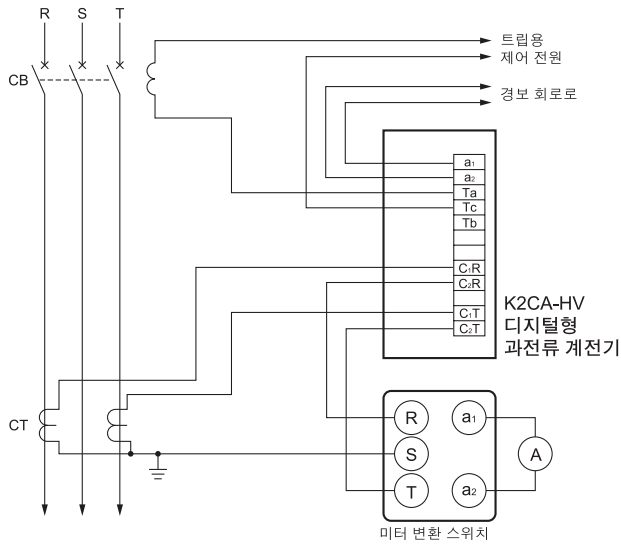 R S T
트립용
제어 전원
CB
경보 회로로
a₁
a₂
Ta
Tc
Tb
C₁R
C₂R
C₁T
C₂T
K2CA-HV
디지털형
과전류 계전기
CT
R a₁
S A
T a₂
미터 변환 스위치